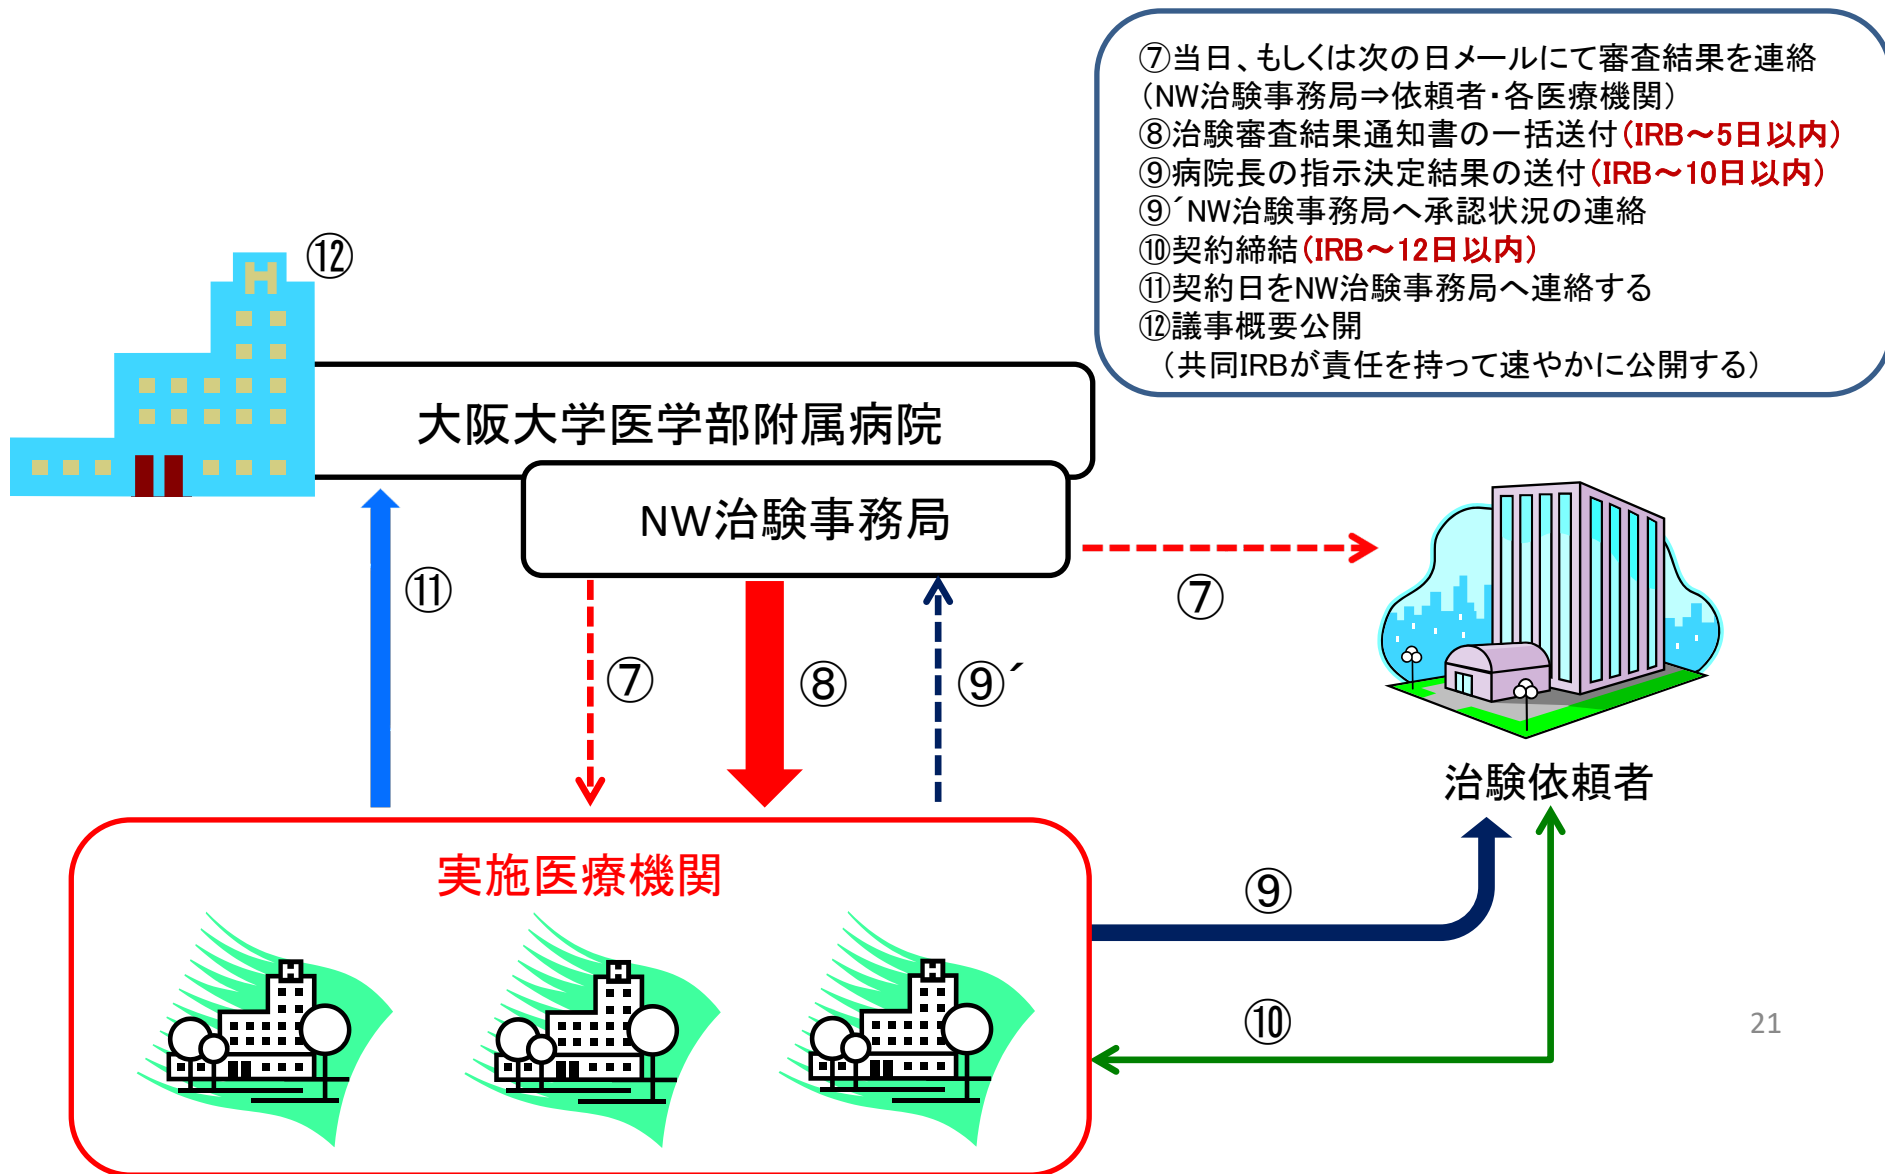 ⑦当日、もしくは次の日メールにて審査結果を連絡
(NW治験事務局⇒依頼者・各医療機関)
⑧治験審査結果通知書の一括送付(IRB～5日以内)
⑨病院長の指示決定結果の送付(IRB～10日以内)
⑨´NW治験事務局へ承認状況の連絡
⑩契約締結(IRB～12日以内)
⑪契約日をNW治験事務局へ連絡する
⑫議事概要公開
(共同IRBが責任を持って速やかに公開する)
⑫
H
大阪大学医学部附属病院
NW治験事務局
⑪
⑦
⑧
⑨´
⑦
治験依頼者
実施医療機関
⑨
⑩
H
H
H
21